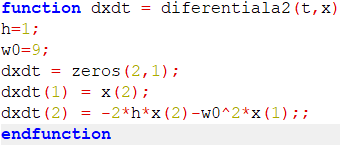 function dxdt = diferentiala2(t,x)
h=1;
w0=9;
dxdt = zeros(2,1);
dxdt(1) = x(2);
dxdt(2) = -2*h*x(2)-w0^2*x(1);;
endfunction